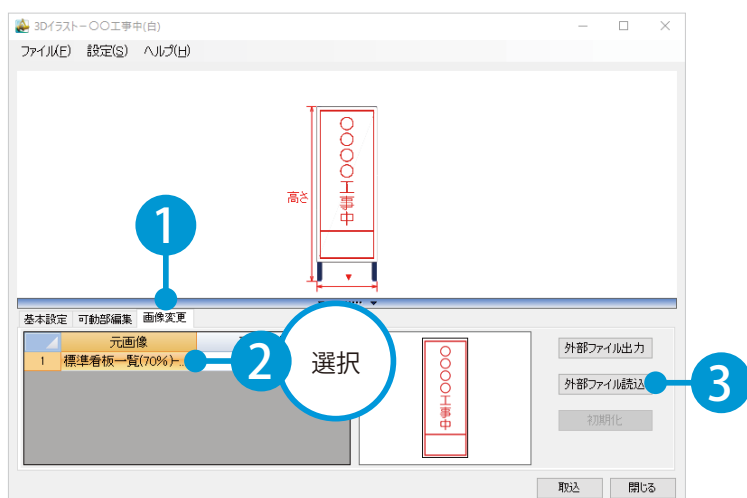 3Dイラスト－〇〇工事中(白)
ファイル(F) 設定(S) ヘルプ(H)
〇〇〇〇工事中
高さ
1
基本設定 可動部編集 画像変更
元画像
1 標準看板一覧(70%)-...
2
選択
〇〇〇〇工事中
外部ファイル出力
外部ファイル読込
3
初期化
取込 閉じる